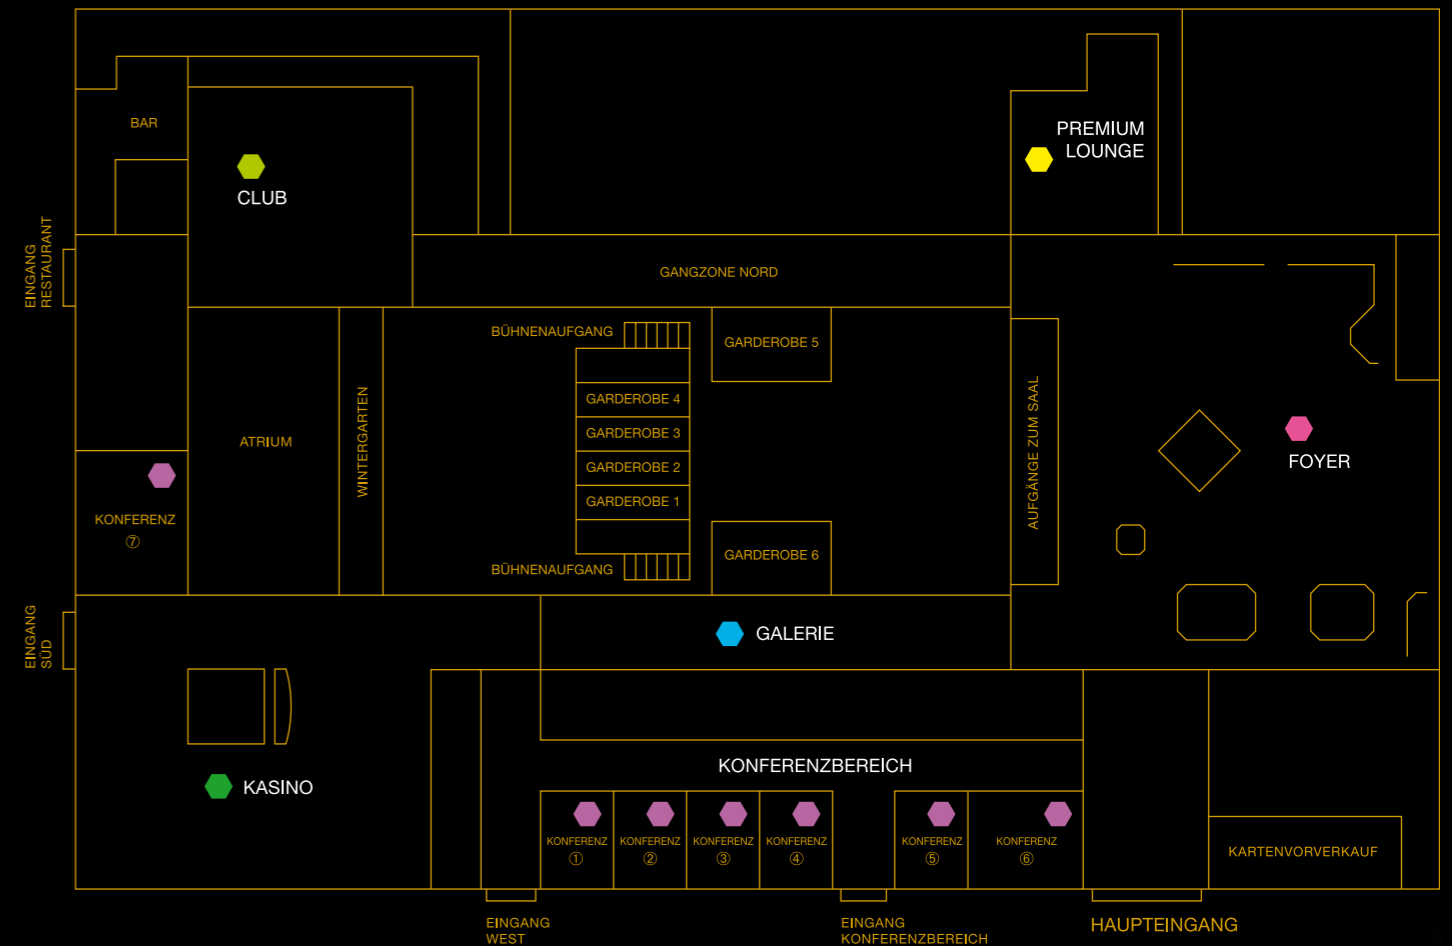 BAR
CLUB
PREMIUM
LOUNGE
EINGANG
RESTAURANT
GANGZONE NORD
BÜHNENAUFGANG
GARDEROBE 5
GARDEROBE 4
GARDEROBE 3
GARDEROBE 2
GARDEROBE 1
ATRIUM
WINTERGARTEN
AUFGÄNGE ZUM SAAL
FOYER
KONFERENZ
⑦
BÜHNENAUFGANG
GARDEROBE 6
EINGANG
SÜD
GALERIE
KASINO
KONFERENZBEREICH
KONFERENZ
①
KONFERENZ
②
KONFERENZ
③
KONFERENZ
④
KONFERENZ
⑤
KONFERENZ
⑥
KARTENVORVERKAUF
EINGANG
WEST
EINGANG
KONFERENZBEREICH
HAUPTEINGANG